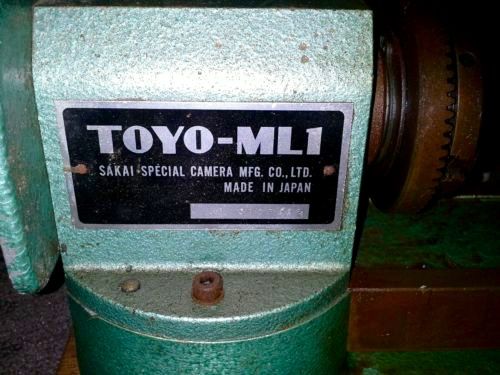 TOYO-ML1
SAKAI SPECIAL CAMERA MFG. CO., LTD.
MADE IN JAPAN